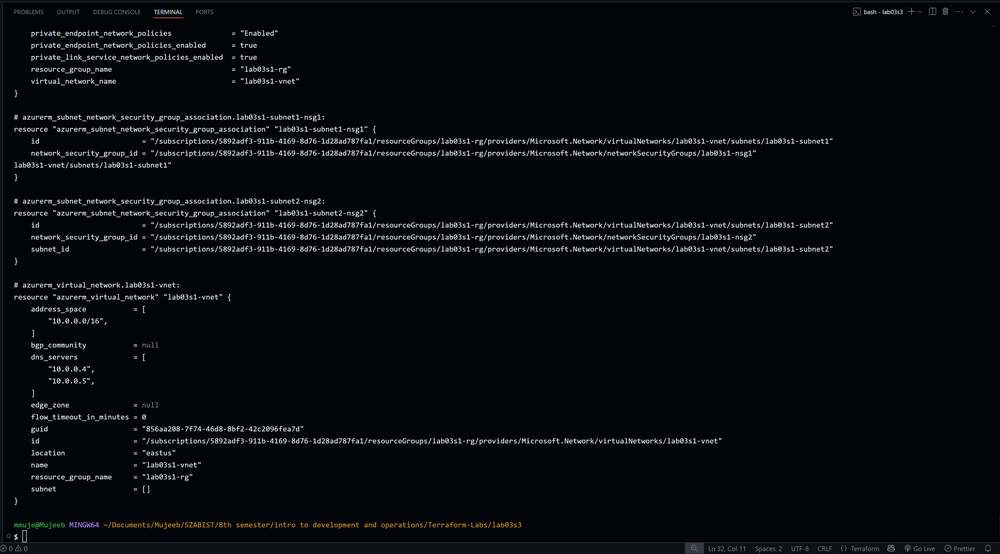 PROBLEMS OUTPUT DEBUG CONSOLE TERMINAL PORTS bash - lab03s3
    private_endpoint_network_policies              = "Enabled"
    private_endpoint_network_policies_enabled      = true
    private_link_service_network_policies_enabled  = true
    resource_group_name                            = "lab03s1-rg"
    virtual_network_name                           = "lab03s1-vnet"
}

# azurerm_subnet_network_security_group_association.lab03s1-subnet1-nsg1:
resource "azurerm_subnet_network_security_group_association" "lab03s1-subnet1-nsg1" {
    id                        = "/subscriptions/5892adf3-911b-4169-8d76-1d28ad787fa1/resourceGroups/lab03s1-rg/providers/Microsoft.Network/virtualNetworks/lab03s1-vnet/subnets/lab03s1-subnet1"
    network_security_group_id = "/subscriptions/5892adf3-911b-4169-8d76-1d28ad787fa1/resourceGroups/lab03s1-rg/providers/Microsoft.Network/networkSecurityGroups/lab03s1-nsg1"
lab03s1-vnet/subnets/lab03s1-subnet1"
}

# azurerm_subnet_network_security_group_association.lab03s1-subnet2-nsg2:
resource "azurerm_subnet_network_security_group_association" "lab03s1-subnet2-nsg2" {
    id                        = "/subscriptions/5892adf3-911b-4169-8d76-1d28ad787fa1/resourceGroups/lab03s1-rg/providers/Microsoft.Network/virtualNetworks/lab03s1-vnet/subnets/lab03s1-subnet2"
    network_security_group_id = "/subscriptions/5892adf3-911b-4169-8d76-1d28ad787fa1/resourceGroups/lab03s1-rg/providers/Microsoft.Network/networkSecurityGroups/lab03s1-nsg2"
    subnet_id                 = "/subscriptions/5892adf3-911b-4169-8d76-1d28ad787fa1/resourceGroups/lab03s1-rg/providers/Microsoft.Network/virtualNetworks/lab03s1-vnet/subnets/lab03s1-subnet2"
}

# azurerm_virtual_network.lab03s1-vnet:
resource "azurerm_virtual_network" "lab03s1-vnet" {
    address_space           = [
        "10.0.0.0/16",
    ]
    bgp_community           = null
    dns_servers             = [
        "10.0.0.4",
        "10.0.0.5",
    ]
    edge_zone               = null
    flow_timeout_in_minutes = 0
    guid                    = "856aa208-7f74-46d8-8bf2-42c2096fea7d"
    id                      = "/subscriptions/5892adf3-911b-4169-8d76-1d28ad787fa1/resourceGroups/lab03s1-rg/providers/Microsoft.Network/virtualNetworks/lab03s1-vnet"
    location                = "eastus"
    name                    = "lab03s1-vnet"
    resource_group_name     = "lab03s1-rg"
    subnet                  = []
}

mmuje@Mujeeb MINGW64 ~/Documents/Mujeeb/SZABIST/8th semester/intro to development and operations/Terraform-Labs/lab03s3
$
0 0 Ln 32, Col 11 Spaces: 2 UTF-8 CRLF {} Terraform Go Live Prettier